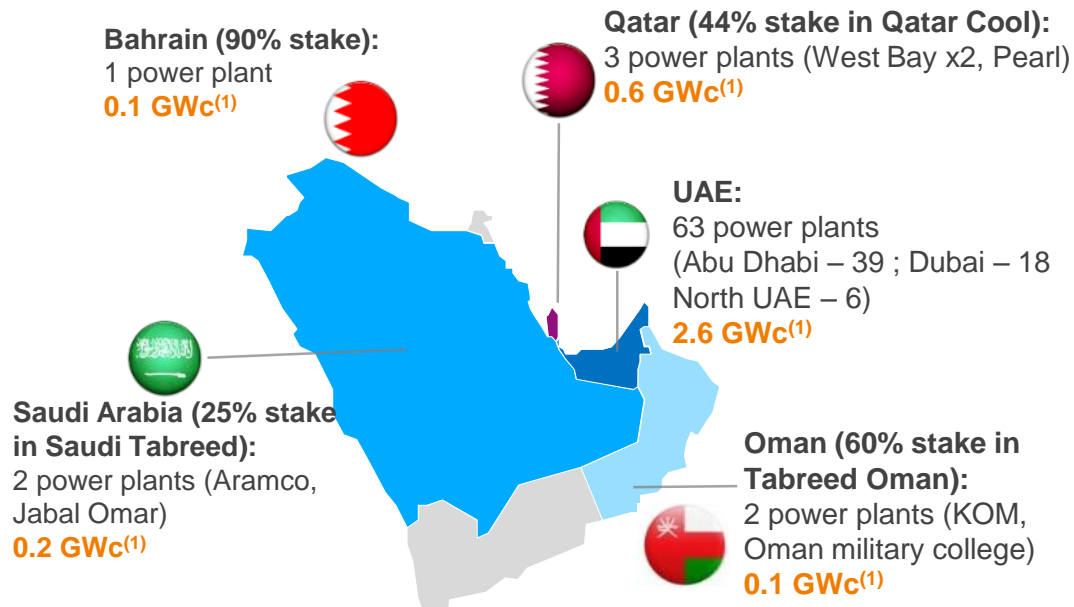 Bahrain (90% stake):
1 power plant
0.1 GWc(1)
Qatar (44% stake in Qatar Cool):
3 power plants (West Bay x2, Pearl)
0.6 GWc(1)
UAE:
63 power plants
(Abu Dhabi – 39 ; Dubai – 18
North UAE – 6)
2.6 GWc(1)
Saudi Arabia (25% stake
in Saudi Tabreed):
2 power plants (Aramco,
Jabal Omar)
0.2 GWc(1)
Oman (60% stake in
Tabreed Oman):
2 power plants (KOM,
Oman military college)
0.1 GWc(1)